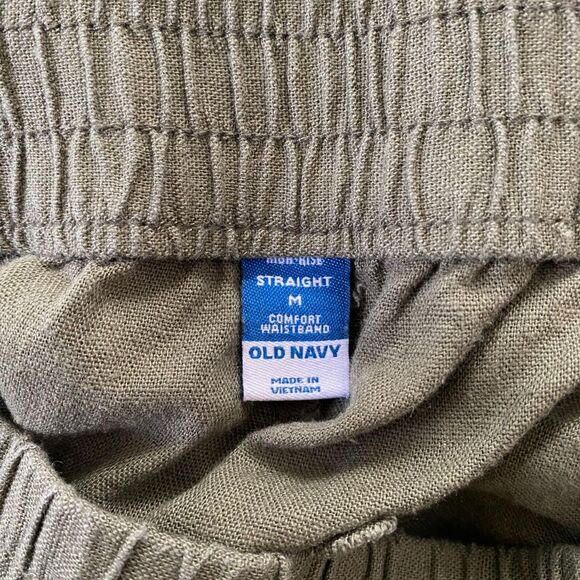 HIGH-RISE
STRAIGHT
M
COMFORT
WAISTBAND
OLD NAVY
MADE IN
VIETNAM